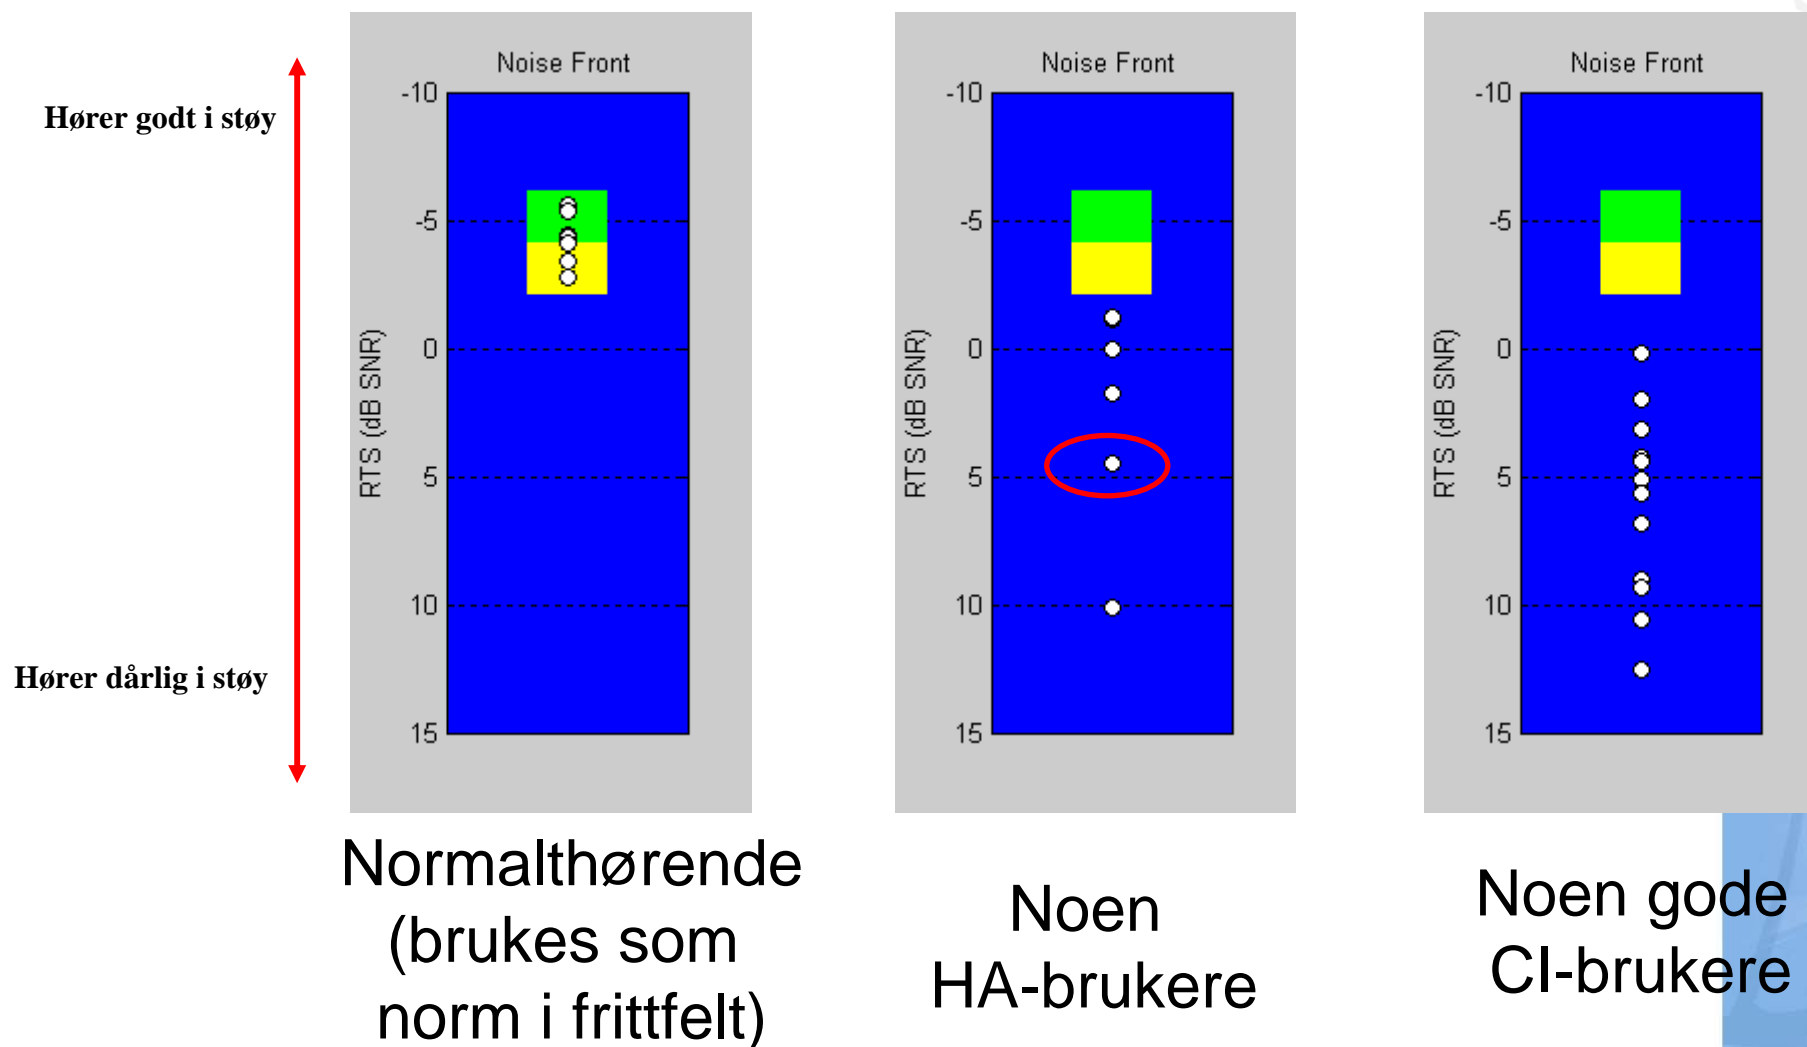 Hører godt i støy
Hører dårlig i støy
Noise Front
-10
-5
0
5
10
15
RTS (dB SNR)
Normalthørende
(brukes som
norm i frittfelt)
Noise Front
-10
-5
0
5
10
15
RTS (dB SNR)
Noen
HA-brukere
Noise Front
-10
-5
0
5
10
15
RTS (dB SNR)
Noen gode
CI-brukere